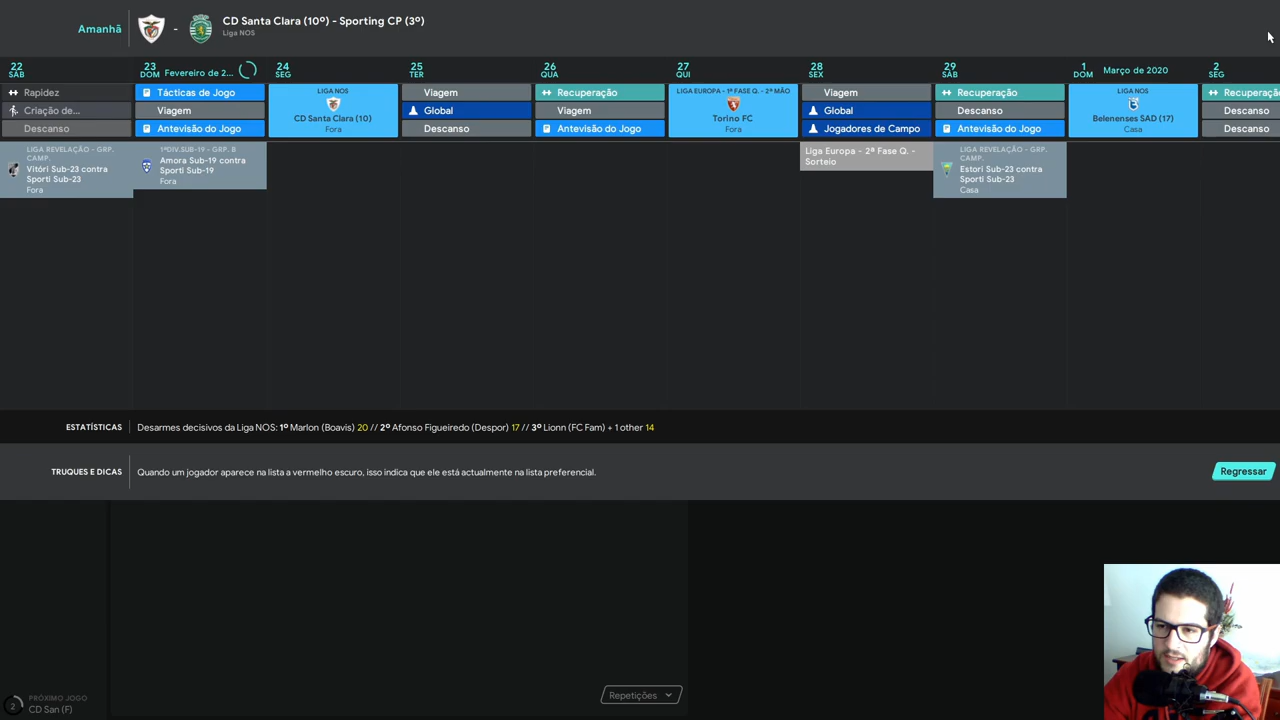 Amanhã
-
CD Santa Clara (10º) - Sporting CP (3º)
Liga NOS
22
SÁB
23
DOM
Fevereiro de 2...
24
SEG
25
TER
26
QUA
27
QUI
28
SEX
29
SÁB
1
DOM
Março de 2020
2
SEG
Rapidez
Criação de...
Descanso
Tácticas de Jogo
Viagem
Antevisão do Jogo
LIGA NOS
CD Santa Clara (10)
Fora
Viagem
Global
Descanso
Recuperação
Viagem
Antevisão do Jogo
LIGA EUROPA - 1ª FASE Q. - 2ª MÃO
Torino FC
Fora
Viagem
Global
Jogadores de Campo
Recuperação
Descanso
Antevisão do Jogo
LIGA NOS
Belenenses SAD (17)
Casa
Recuperaçã
Descanso
Descanso
LIGA REVELAÇÃO - GRP.
CAMP.
Vitóri Sub-23 contra
Sporti Sub-23
Fora
1ªDIV.SUB-19 - GRP. B
Amora Sub-19 contra
Sporti Sub-19
Fora
Liga Europa - 2ª Fase Q. -
Sorteio
LIGA REVELAÇÃO - GRP.
CAMP.
Estori Sub-23 contra
Sporti Sub-23
Casa
ESTATÍSTICAS
Desarmes decisivos da Liga NOS: 1º Marlon (Boavis) 20 // 2º Afonso Figueiredo (Despor) 17 // 3º Lionn (FC Fam) + 1 other 14
TRUQUES E DICAS
Quando um jogador aparece na lista a vermelho escuro, isso indica que ele está actualmente na lista preferencial.
Regressar
Repetições
2
PRÓXIMO JOGO
CD San (F)